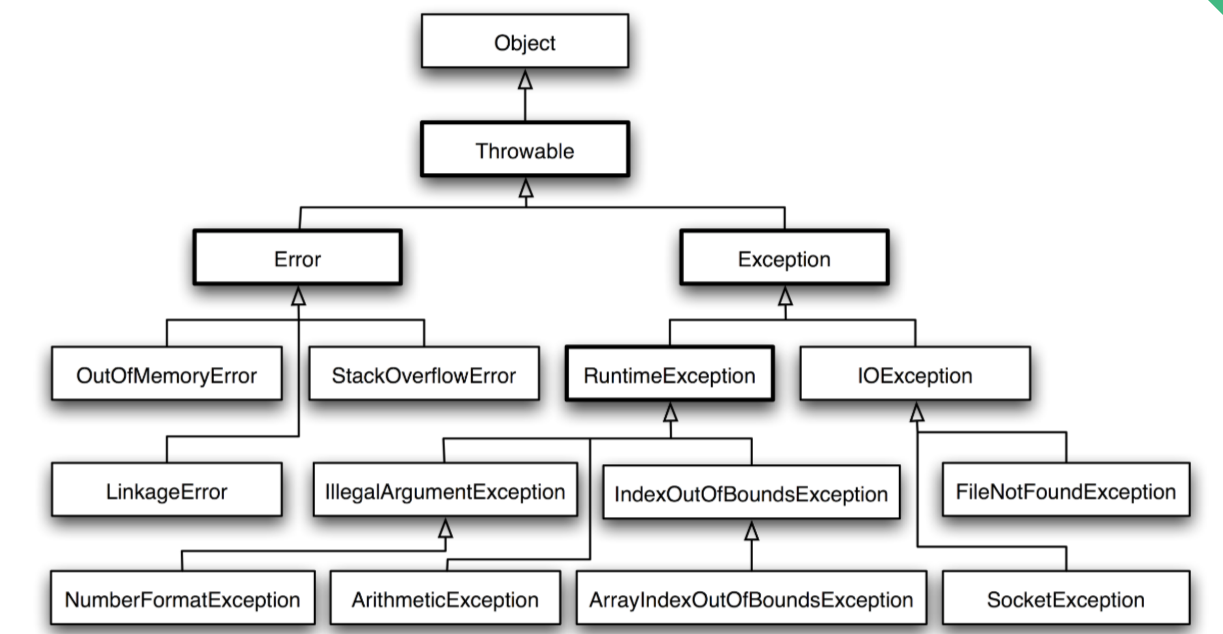 Object
Throwable
Error
Exception
OutOfMemoryError
StackOverflowError
RuntimeException
IOException
LinkageError
IllegalArgumentException
IndexOutOfBoundsException
FileNotFoundException
NumberFormatException
ArithmeticException
ArrayIndexOutOfBoundsException
SocketException